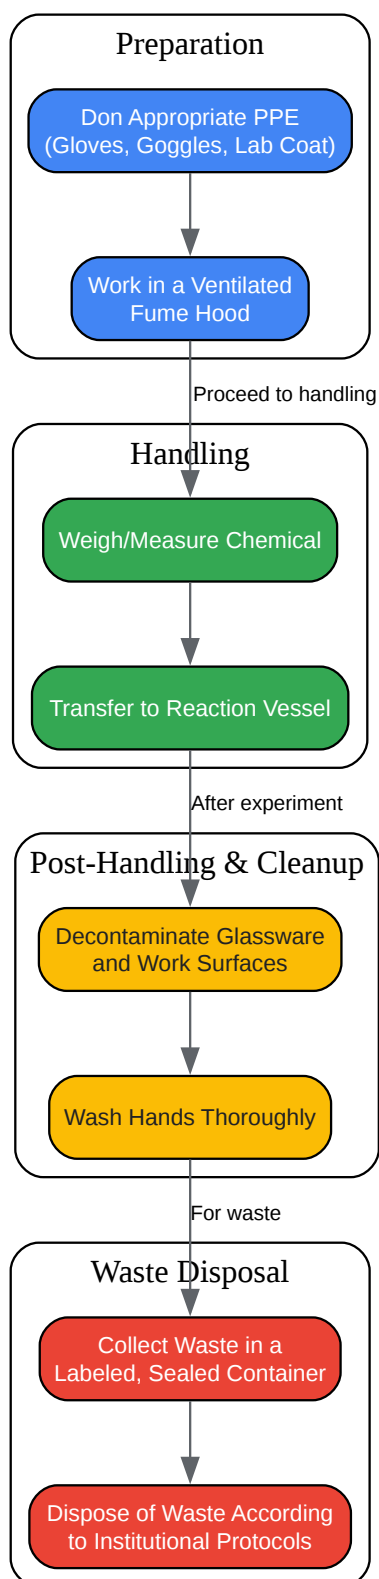 Preparation
Don Appropriate PPE
(Gloves, Goggles, Lab Coat)
Work in a Ventilated
Fume Hood
Proceed to handling
Handling
Weigh/Measure Chemical
Transfer to Reaction Vessel
After experiment
Post-Handling & Cleanup
Decontaminate Glassware
and Work Surfaces
Wash Hands Thoroughly
For waste
Waste Disposal
Collect Waste in a
Labeled, Sealed Container
Dispose of Waste According
to Institutional Protocols